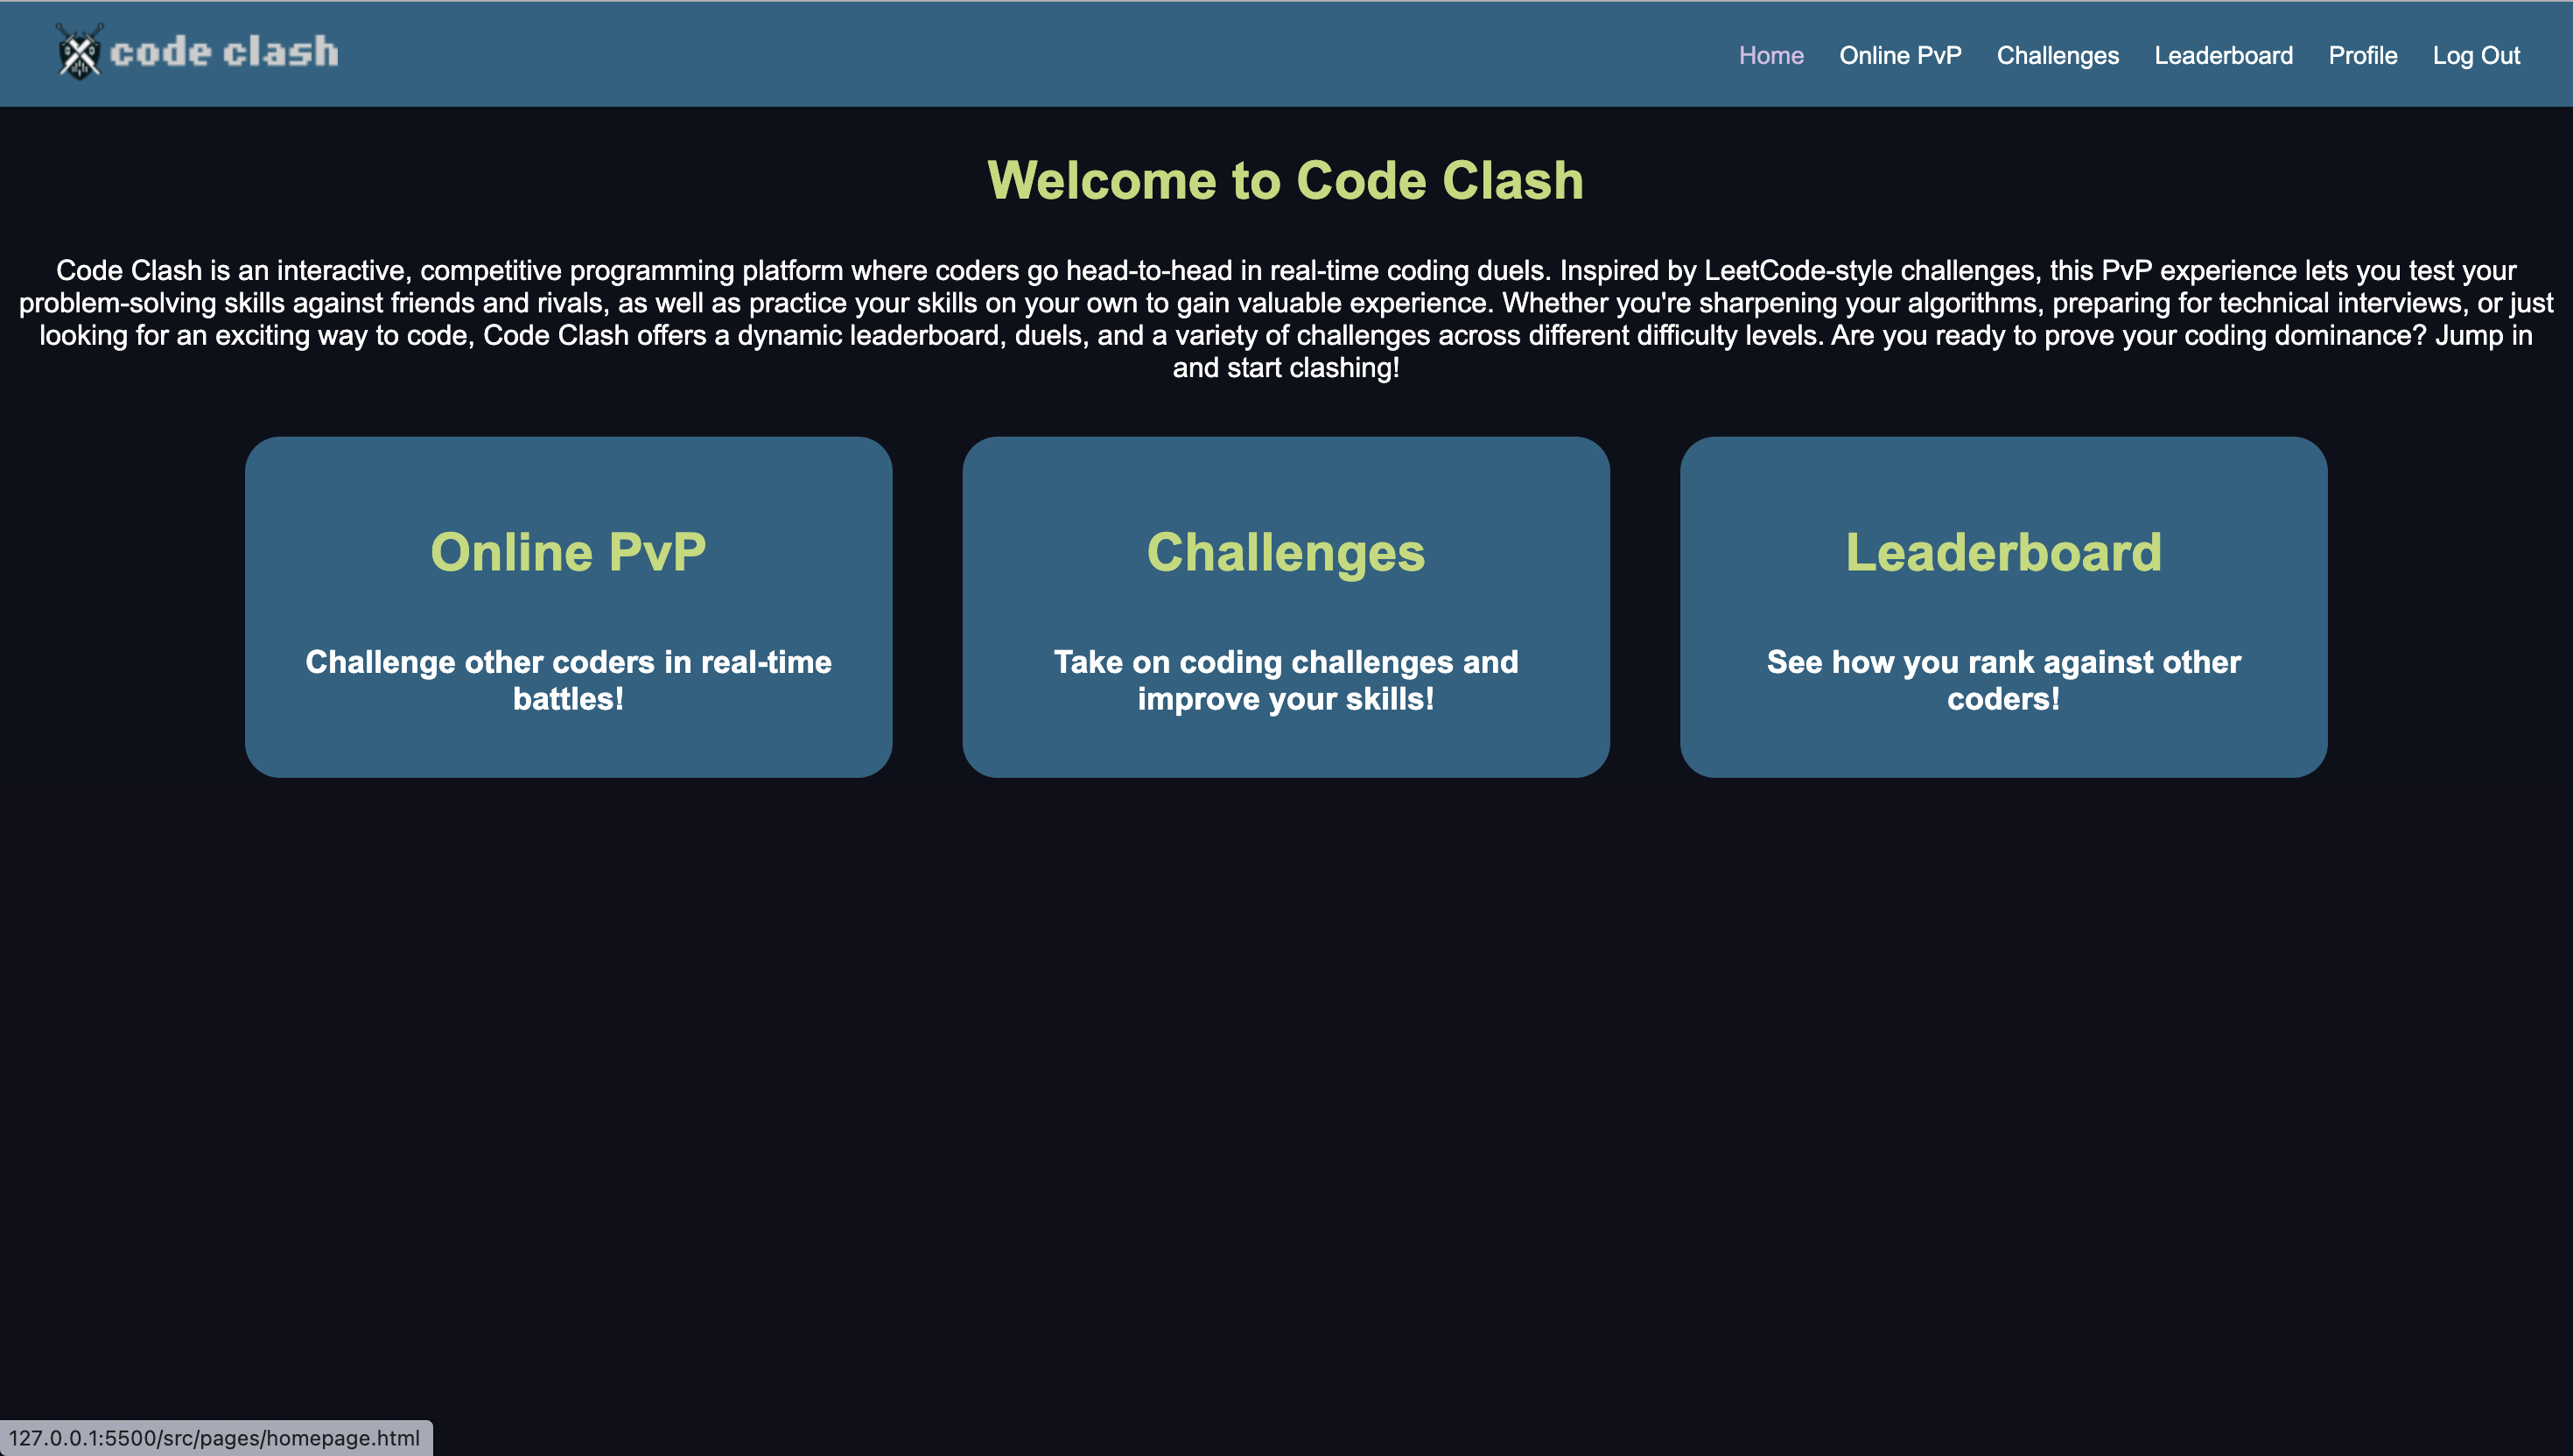 code clash
Home Online PvP Challenges Leaderboard Profile Log Out
Welcome to Code Clash
Code Clash is an interactive, competitive programming platform where coders go head-to-head in real-time coding duels. Inspired by LeetCode-style challenges, this PvP experience lets you test your
problem-solving skills against friends and rivals, as well as practice your skills on your own to gain valuable experience. Whether you're sharpening your algorithms, preparing for technical interviews, or just
looking for an exciting way to code, Code Clash offers a dynamic leaderboard, duels, and a variety of challenges across different difficulty levels. Are you ready to prove your coding dominance? Jump in
and start clashing!
Online PvP
Challenge other coders in real-time
battles!
Challenges
Take on coding challenges and
improve your skills!
Leaderboard
See how you rank against other
coders!
127.0.0.1:5500/src/pages/homepage.html